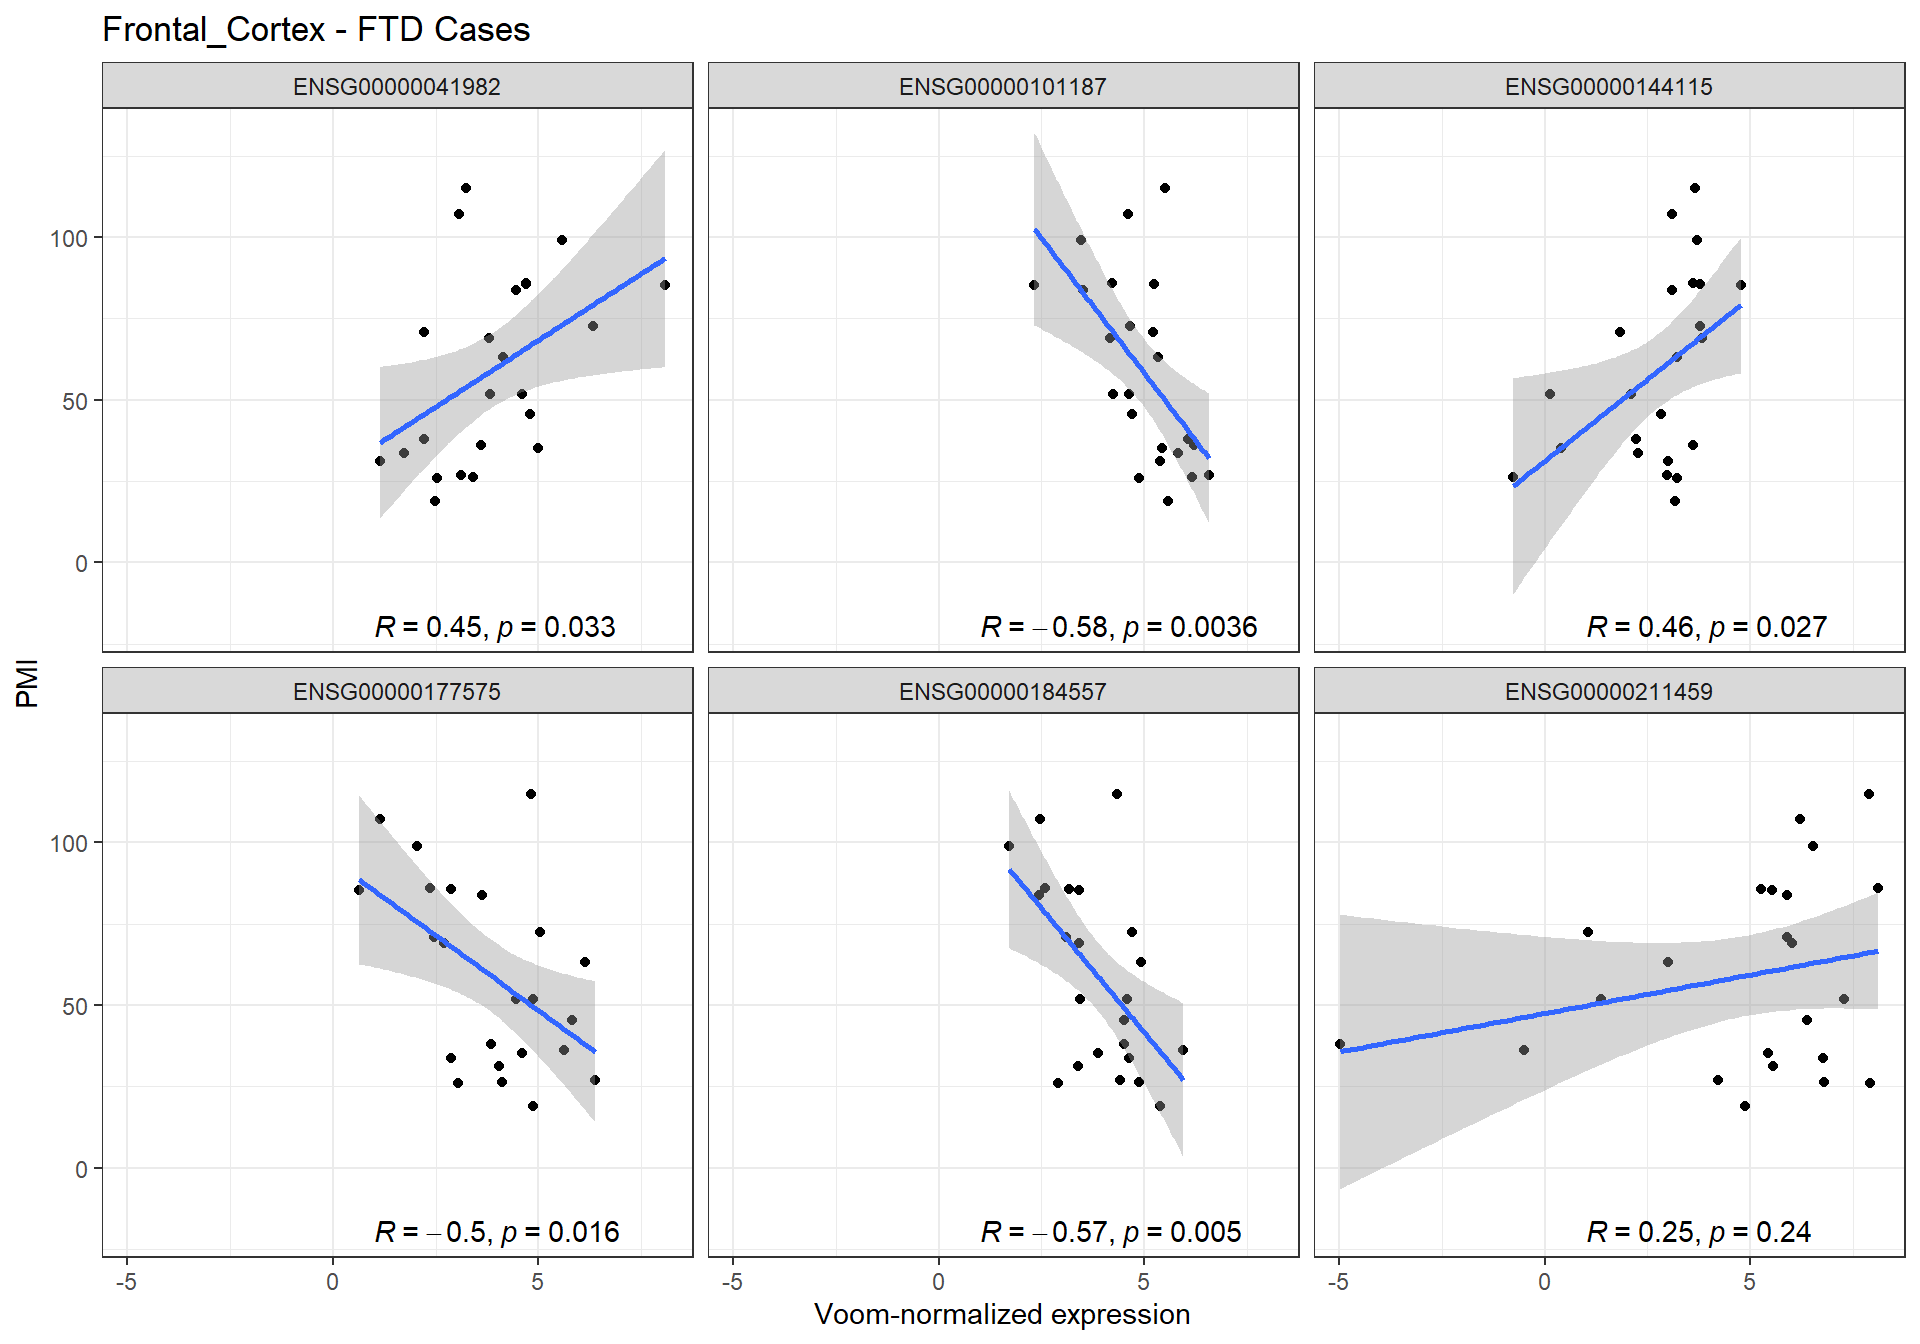 Frontal_Cortex - FTD Cases
ENSG00000041982 ENSG00000101187 ENSG00000144115
100
50
0
R = 0.45, p = 0.033 R = −0.58, p = 0.0036 R = 0.46, p = 0.027
PMI
ENSG00000177575 ENSG00000184557 ENSG00000211459
100
50
0
R = −0.5, p = 0.016 R = −0.57, p = 0.005 R = 0.25, p = 0.24
-5 0 5 -5 0 5 -5 0 5
Voom-normalized expression